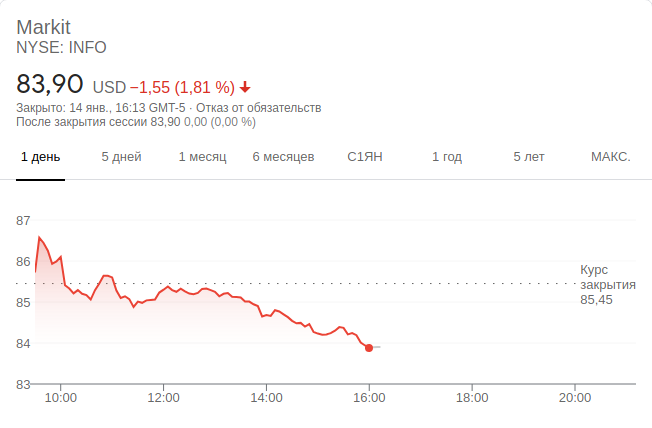 Markit
NYSE: INFO
83,90 USD −1,55 (1,81 %)
Закрыто: 14 янв., 16:13 GMT-5 · Отказ от обязательств
После закрытия сессии 83,90 0,00 (0,00 %)
1 день 5 дней 1 месяц 6 месяцев С1ЯН 1 год 5 лет МАКС.
87
86
Курс
закрытия
85,45
85
84
83
10:00 12:00 14:00 16:00 18:00 20:00